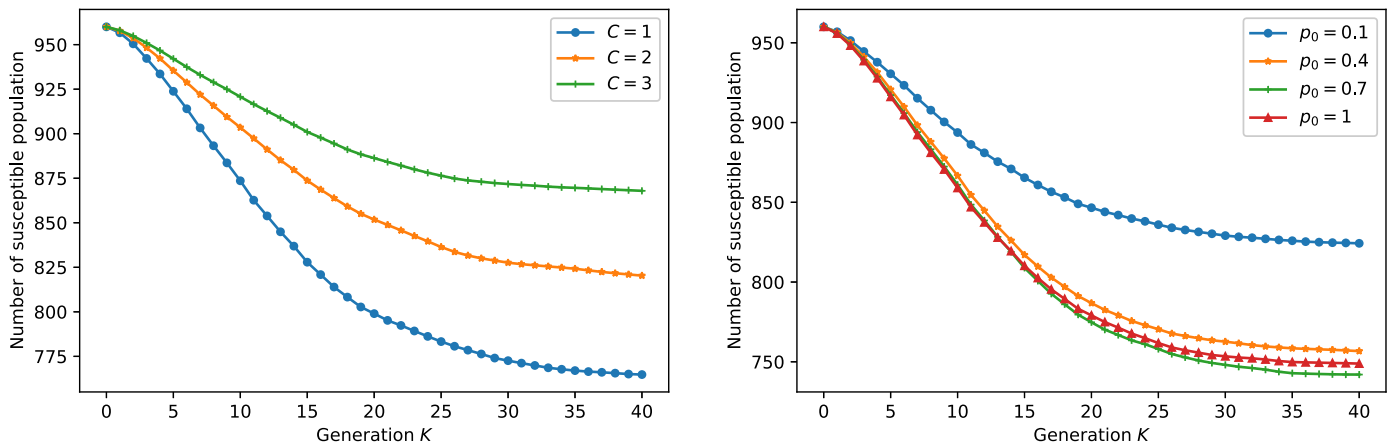 Number of susceptible population
950
925
900
875
850
825
800
775
0 5 10 15 20 25 30 35 40
Generation K
C = 1
C = 2
C = 3
Number of susceptible population
950
900
850
800
750
0 5 10 15 20 25 30 35 40
Generation K
p₀ = 0.1
p₀ = 0.4
p₀ = 0.7
p₀ = 1